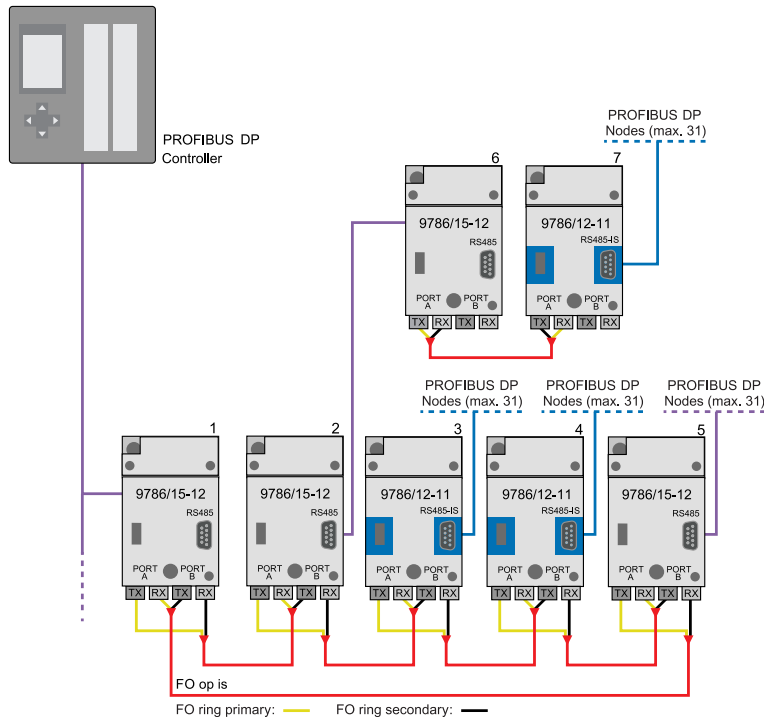 PROFIBUS DP
Controller
PROFIBUS DP
Nodes (max. 31)
6
7
9786/15-12
RS485
PORT A
PORT B
TX RX TX RX
9786/12-11
RS485-IS
PORT A
PORT B
TX RX TX RX
PROFIBUS DP
Nodes (max. 31)
PROFIBUS DP
Nodes (max. 31)
PROFIBUS DP
Nodes (max. 31)
1
2
3
4
5
9786/15-12
RS485
PORT A
PORT B
TX RX TX RX
9786/15-12
RS485
PORT A
PORT B
TX RX TX RX
9786/12-11
RS485-IS
PORT A
PORT B
TX RX TX RX
9786/12-11
RS485-IS
PORT A
PORT B
TX RX TX RX
9786/15-12
RS485
PORT A
PORT B
TX RX TX RX
FO op is
FO ring primary:
FO ring secondary: